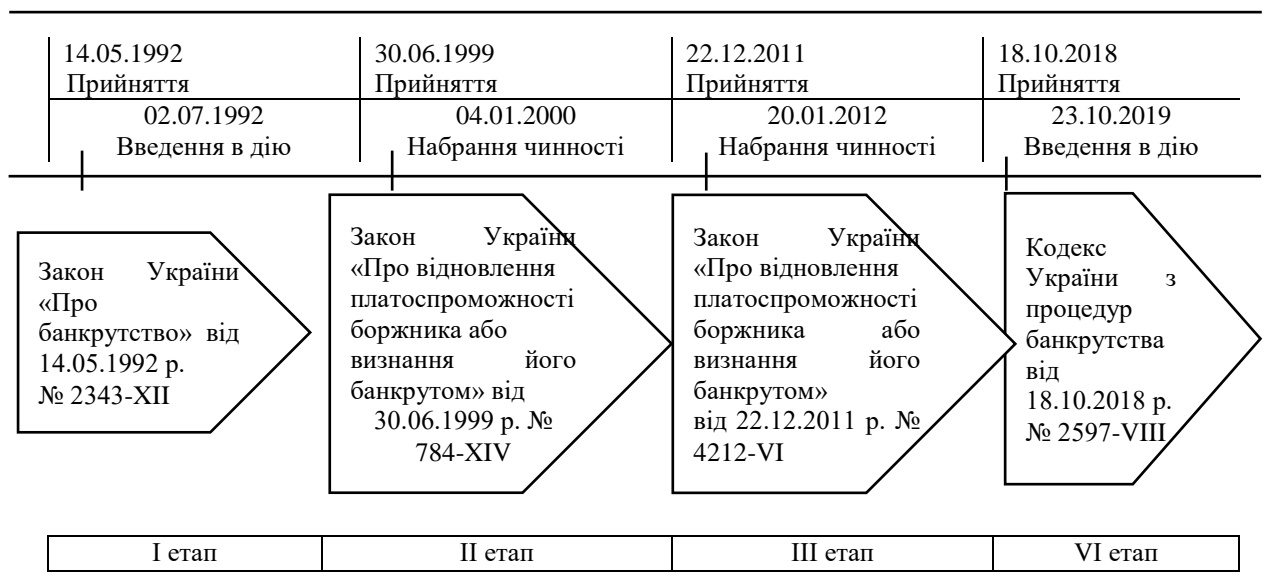 14.05.1992
Прийняття
30.06.1999
Прийняття
22.12.2011
Прийняття
18.10.2018
Прийняття
02.07.1992
Введення в дію
04.01.2000
Набрання чинності
20.01.2012
Набрання чинності
23.10.2019
Введення в дію
Закон України
«Про
банкрутство» від
14.05.1992 р.
№ 2343-XII
Закон України
«Про відновлення
платоспроможності
боржника або
визнання його
банкрутом» від
30.06.1999 р. №
784-XIV
Закон України
«Про відновлення
платоспроможності
боржника або
визнання його
банкрутом»
від 22.12.2011 р. №
4212-VI
Кодекс
України з
процедур
банкрутства
від
18.10.2018 р.
№ 2597-VIII
I етап
II етап
III етап
VI етап